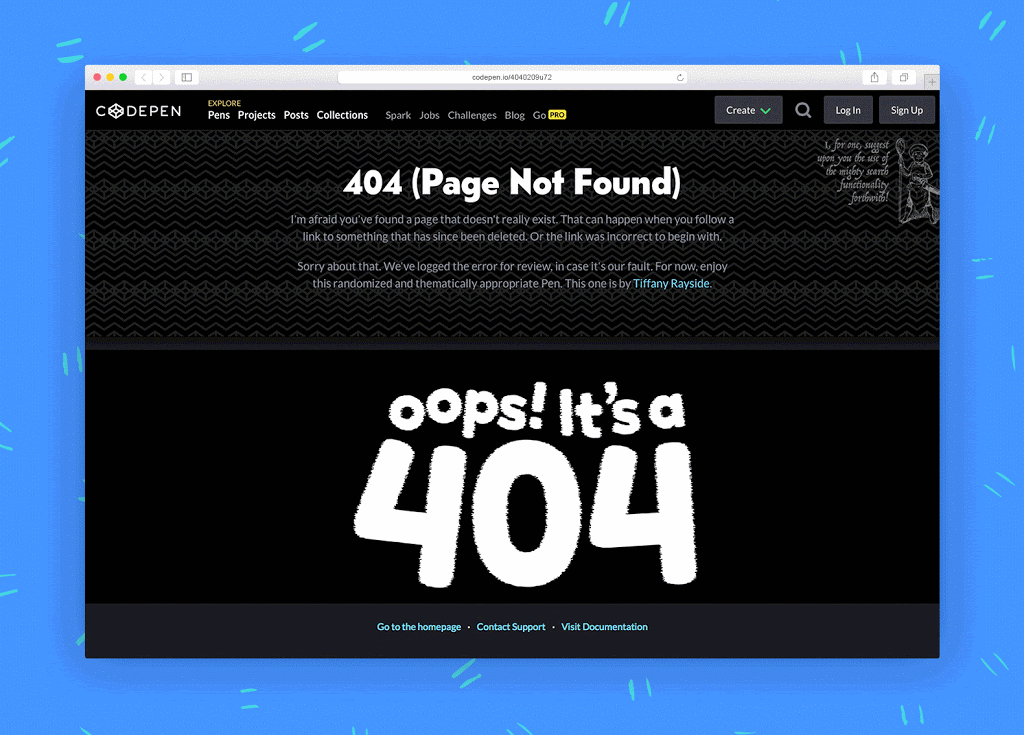 codepen.io/4040209u72
CODEPEN
EXPLORE
Pens Projects Posts Collections Spark Jobs Challenges Blog Go PRO
Create Log In Sign Up
I, for one, suggest
upon you the use of
the mighty search
functionality
forthwith!
404 (Page Not Found)
I'm afraid you've found a page that doesn't really exist. That can happen when you follow a
link to something that has since been deleted. Or the link was incorrect to begin with.
Sorry about that. We've logged the error for review, in case it's our fault. For now, enjoy
this randomized and thematically appropriate Pen. This one is by Tiffany Rayside.
oops! It's a
404
Go to the homepage · Contact Support · Visit Documentation